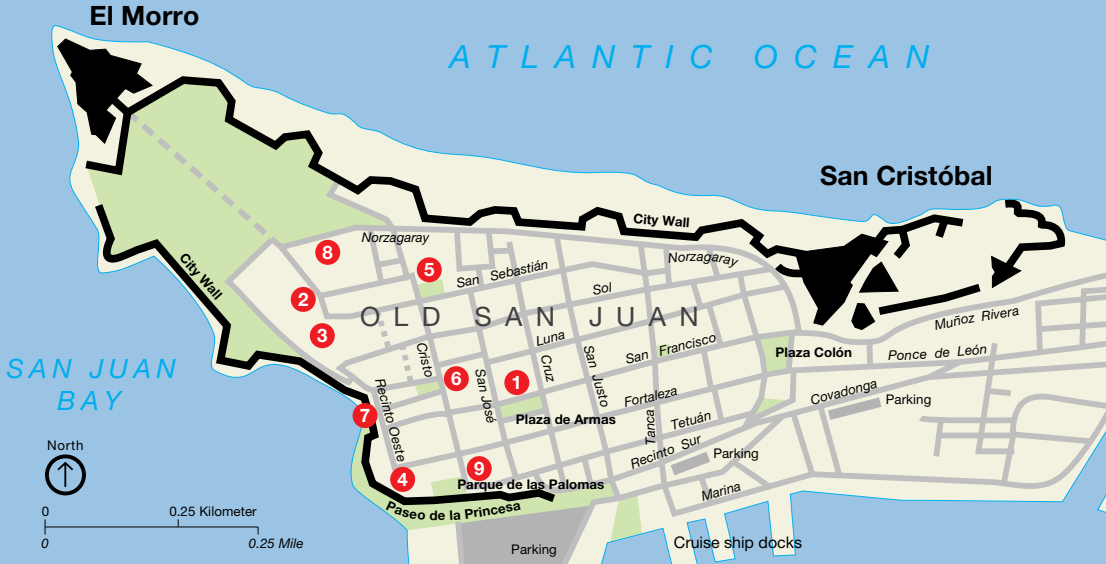 El Morro
ATLANTIC OCEAN
San Cristóbal
City Wall
8
Norzagaray
5
Norzagaray
City Wall
San Sebastián
2
Sol
OLD SAN JUAN
Muñoz Rivera
3
Luna
San Francisco
Plaza Colón
Ponce de León
SAN JUAN
BAY
Cristo
6
San José
1
Cruz
San Justo
Fortaleza
Covadonga
Parking
Recinto Oeste
7
Plaza de Armas
Tanca
Tetuán
North
Recinto Sur
Parking
9
4
Parque de las Palomas
Marina
Paseo de la Princesa
0
0.25 Kilometer
0
0.25 Mile
Parking
Cruise ship docks